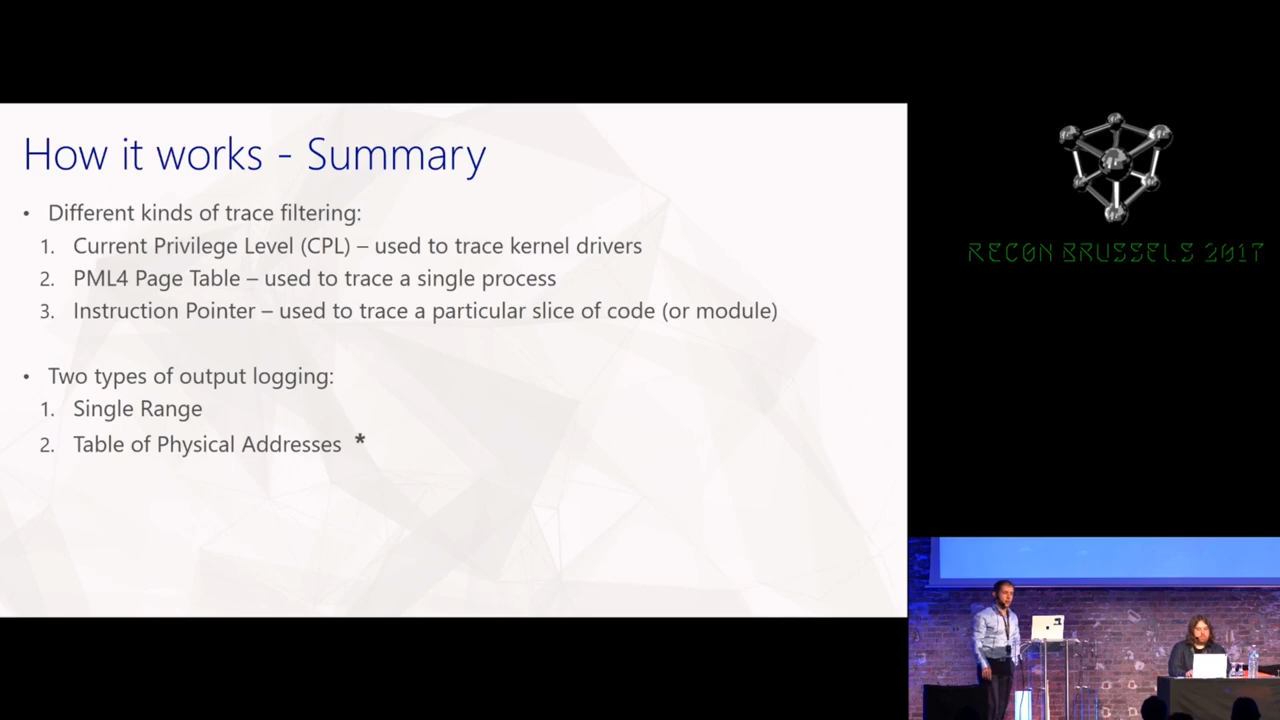 How it works - Summary
• Different kinds of trace filtering:
1. Current Privilege Level (CPL) – used to trace kernel drivers
2. PML4 Page Table – used to trace a single process
3. Instruction Pointer – used to trace a particular slice of code (or module)
• Two types of output logging:
1. Single Range
2. Table of Physical Addresses *
RECON BRUSSELS 2017